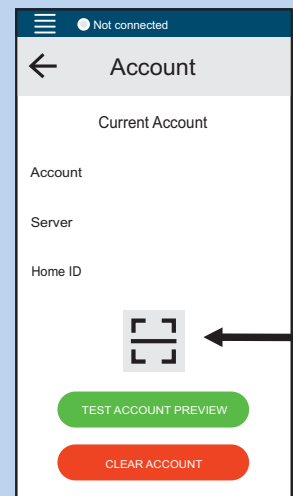 Not connected
Account
Current Account
Account
Server
Home ID
TEST ACCOUNT PREVIEW
CLEAR ACCOUNT